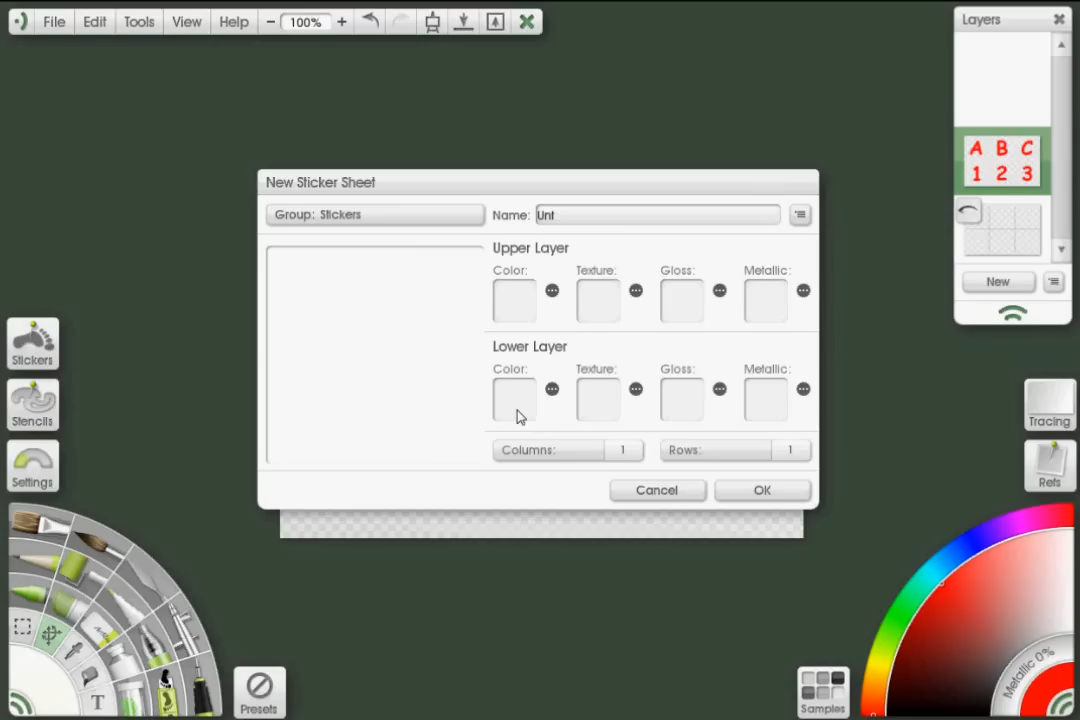 File Edit Tools View Help − 100% +
Layers
New Sticker Sheet
Group: Stickers Name: Unt
Upper Layer
Color: Texture: Gloss: Metallic:
Lower Layer
Color: Texture: Gloss: Metallic:
Columns: 1 Rows: 1
Cancel OK
A B C
1 2 3
New
Stickers
Stencils
Settings
Tracing
Refs
T
Presets
Samples
Metallic 0%